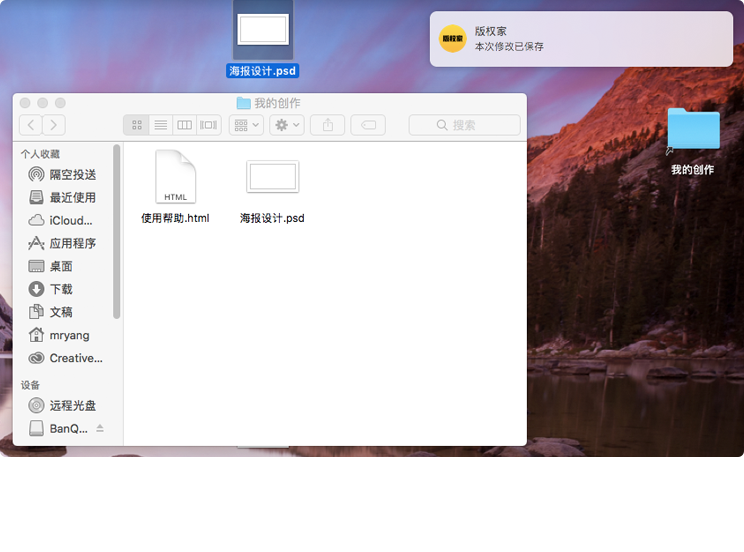 海报设计.psd
版权家
版权家
本次修改已保存
我的创作
搜索
我的创作
个人收藏
隔空投送
最近使用
iCloud...
应用程序
桌面
下载
文稿
mryang
Creative...
设备
远程光盘
BanQ...
HTML
使用帮助.html
海报设计.psd